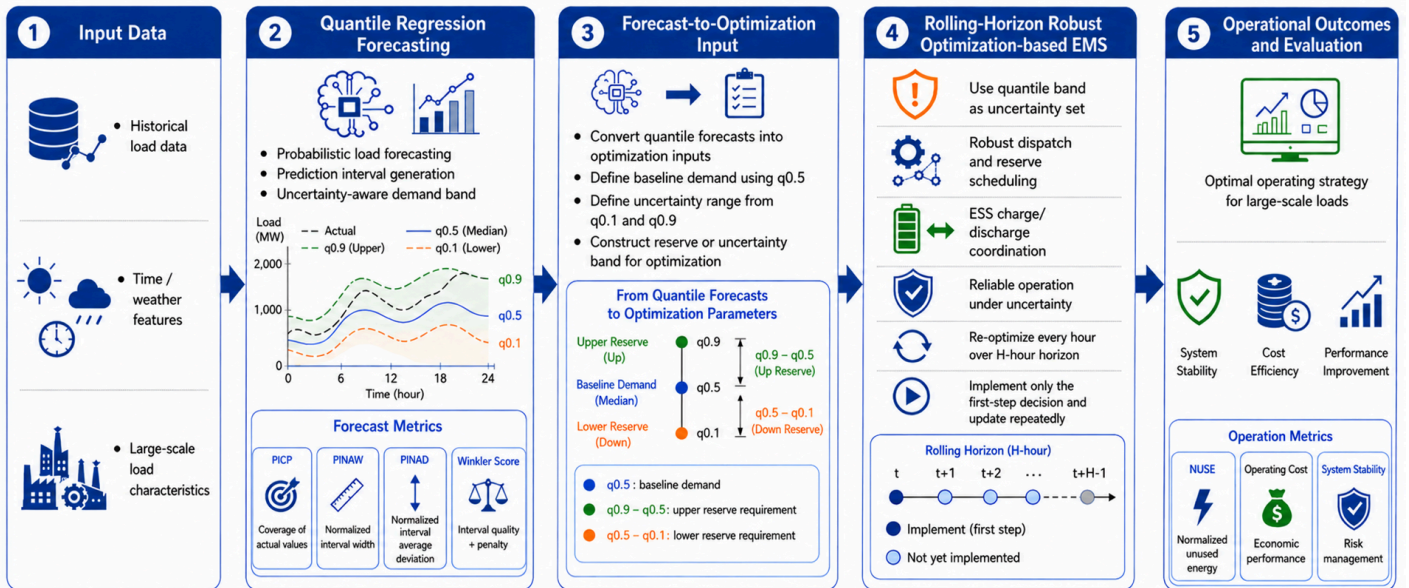 1 Input Data
Historical
load data
Time /
weather
features
Large-scale
load
characteristics
2 Quantile Regression
Forecasting
Probabilistic load forecasting
Prediction interval generation
Uncertainty-aware demand band
Load
(MW)
Actual
q0.5 (Median)
q0.9 (Upper)
q0.1 (Lower)
2,000
1,000
0
q0.9
q0.5
q0.1
0 6 12 18 24
Time (hour)
Forecast Metrics
PICP
Coverage of
actual values
PINAW
Normalized
interval width
PINAD
Normalized
interval
average
deviation
Winkler Score
Interval quality
+ penalty
3 Forecast-to-Optimization
Input
Convert quantile forecasts into
optimization inputs
Define baseline demand using q0.5
Define uncertainty range from
q0.1 and q0.9
Construct reserve or uncertainty
band for optimization
From Quantile Forecasts
to Optimization Parameters
Upper Reserve
(Up)
q0.9
q0.9 – q0.5
(Up Reserve)
Baseline Demand
(Median)
q0.5
q0.5 – q0.1
(Down Reserve)
Lower Reserve
(Down)
q0.1
q0.5 : baseline demand
q0.9 – q0.5: upper reserve requirement
q0.5 – q0.1: lower reserve requirement
4 Rolling-Horizon Robust
Optimization-based EMS
Use quantile band
as uncertainty set
Robust dispatch
and reserve
scheduling
ESS charge/
discharge
coordination
Reliable operation
under uncertainty
Re-optimize every hour
over H-hour horizon
Implement only the
first-step decision and
update repeatedly
Rolling Horizon (H-hour)
t t+1 t+2 ... t+H-1
Implement (first step)
Not yet implemented
5 Operational Outcomes
and Evaluation
Optimal operating strategy
for large-scale loads
System
Stability
Cost
Efficiency
Performance
Improvement
Operation Metrics
NUSE
Normalized
unused
energy
Operating Cost
Economic
performance
System Stability
Risk
management